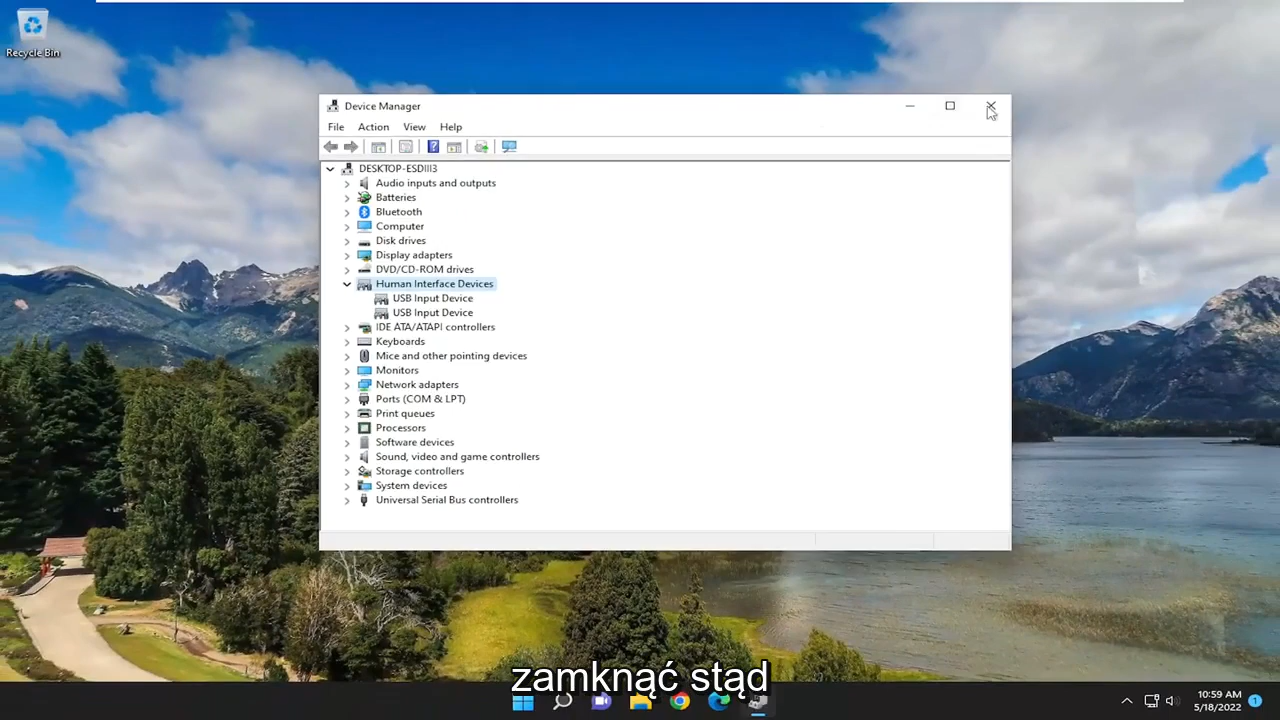 Recycle Bin
Device Manager
File Action View Help
DESKTOP-ESDIII3
Audio inputs and outputs
Batteries
Bluetooth
Computer
Disk drives
Display adapters
DVD/CD-ROM drives
Human Interface Devices
USB Input Device
USB Input Device
IDE ATA/ATAPI controllers
Keyboards
Mice and other pointing devices
Monitors
Network adapters
Ports (COM & LPT)
Print queues
Processors
Software devices
Sound, video and game controllers
Storage controllers
System devices
Universal Serial Bus controllers
zamknąć stąd
10:59 AM
5/18/2022
1